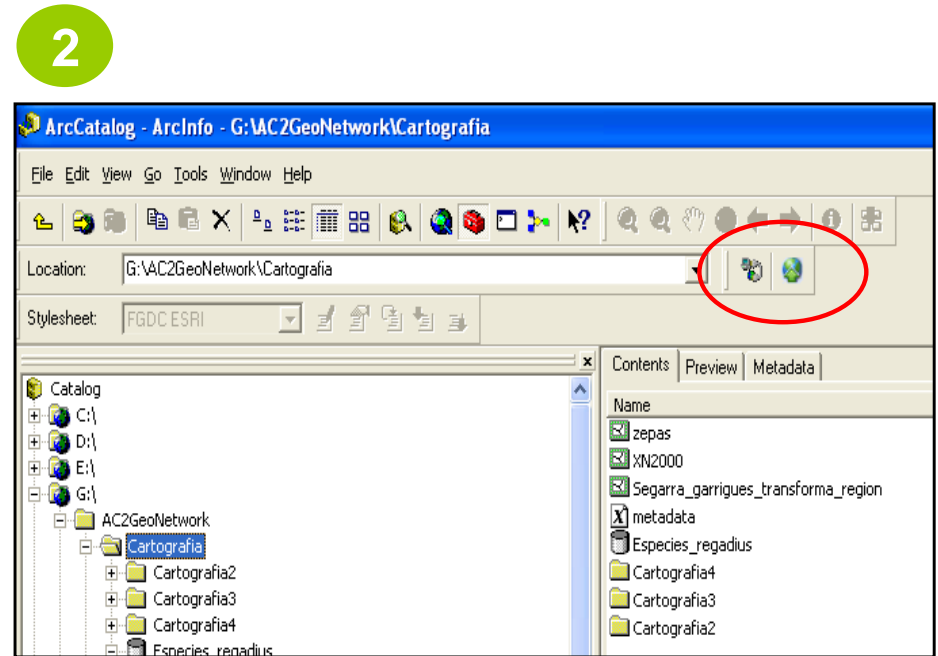 2
ArcCatalog - ArcInfo - G:\AC2GeoNetwork\Cartografia
File Edit View Go Tools Window Help
Location: G:\AC2GeoNetwork\Cartografia
Stylesheet: FGDC ESRI
Catalog
C:\
D:\
E:\
G:\
AC2GeoNetwork
Cartografia
Cartografia2
Cartografia3
Cartografia4
Especies_regadius
Contents Preview Metadata
Name
zepas
XN2000
Segarra_garrigues_transforma_region
metadata
Especies_regadius
Cartografia4
Cartografia3
Cartografia2